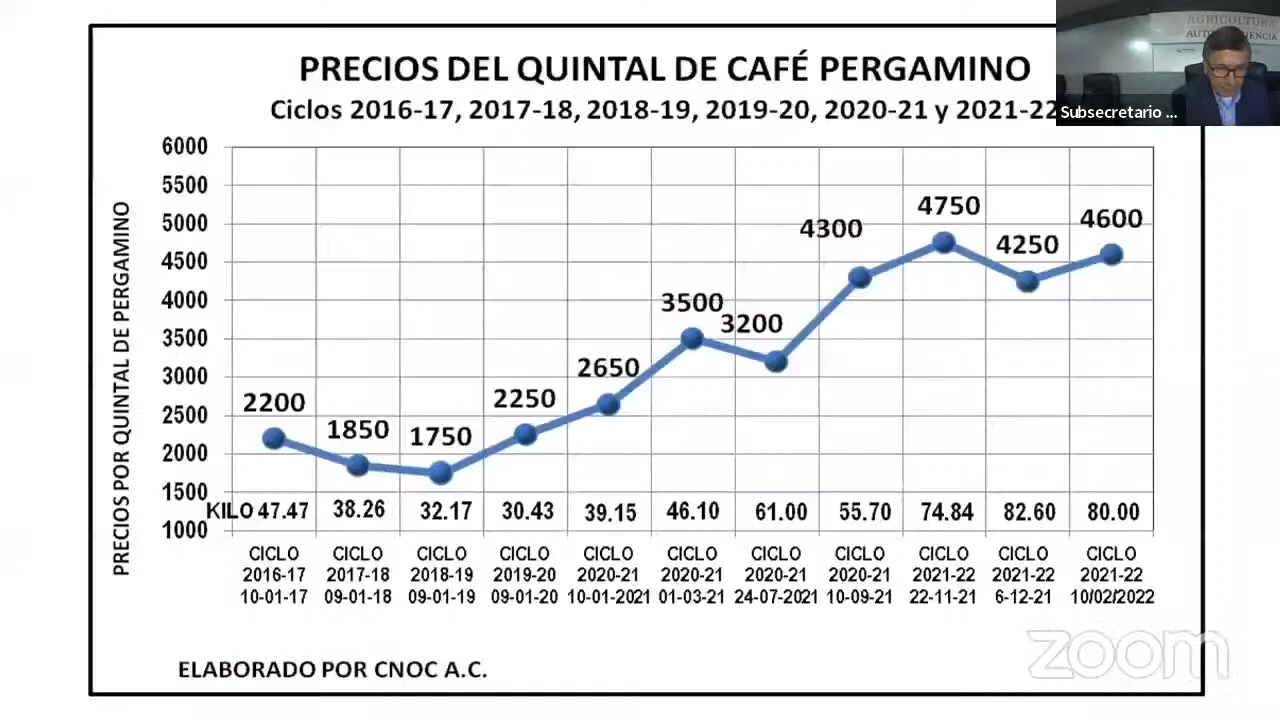 PRECIOS DEL QUINTAL DE CAFÉ PERGAMINO
Ciclos 2016-17, 2017-18, 2018-19, 2019-20, 2020-21 y 2021-22
AGRICULTURA
Subsecretario ...
PRECIOS POR QUINTAL DE PERGAMINO
6000
5500
5000
4500
4000
3500
3000
2500
2000
1500
1000
2200
1850
1750
2250
2650
3500
3200
4300
4750
4250
4600
KILO 47.47 38.26 32.17 30.43 39.15 46.10 61.00 55.70 74.84 82.60 80.00
CICLO CICLO CICLO CICLO CICLO CICLO CICLO CICLO CICLO CICLO CICLO
2016-17 2017-18 2018-19 2019-20 2020-21 2020-21 2020-21 2020-21 2021-22 2021-22 2021-22
10-01-17 09-01-18 09-01-19 09-01-20 10-01-2021 01-03-21 24-07-2021 10-09-21 22-11-21 6-12-21 10/02/2022
ELABORADO POR CNOC A.C.
zoom